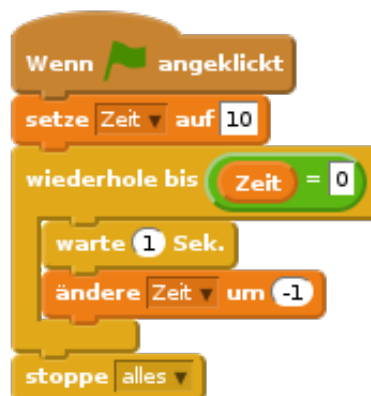 Wenn angeklickt
setze Zeit auf 10
wiederhole bis Zeit = 0
warte 1 Sek.
ändere Zeit um -1
stoppe alles